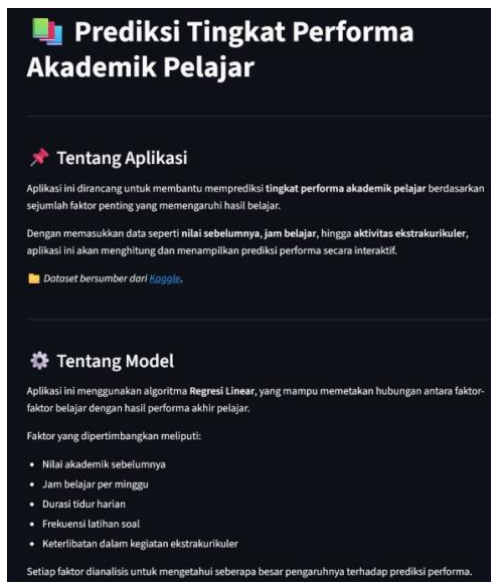 Prediksi Tingkat Performa
Akademik Pelajar
Tentang Aplikasi
Aplikasi ini dirancang untuk membantu memprediksi tingkat performa akademik pelajar berdasarkan
sejumlah faktor penting yang memengaruhi hasil belajar.
Dengan memasukkan data seperti nilai sebelumnya, jam belajar, hingga aktivitas ekstrakurikuler,
aplikasi ini akan menghitung dan menampilkan prediksi performa secara interaktif.
Dataset bersumber dari Kaggle.
Tentang Model
Aplikasi ini menggunakan algoritma Regresi Linear, yang mampu memetakan hubungan antara faktor-
faktor belajar dengan hasil performa akhir pelajar.
Faktor yang dipertimbangkan meliputi:
• Nilai akademik sebelumnya
• Jam belajar per minggu
• Durasi tidur harian
• Frekuensi latihan soal
• Keterlibatan dalam kegiatan ekstrakurikuler
Setiap faktor dianalisis untuk mengetahui seberapa besar pengaruhnya terhadap prediksi performa.